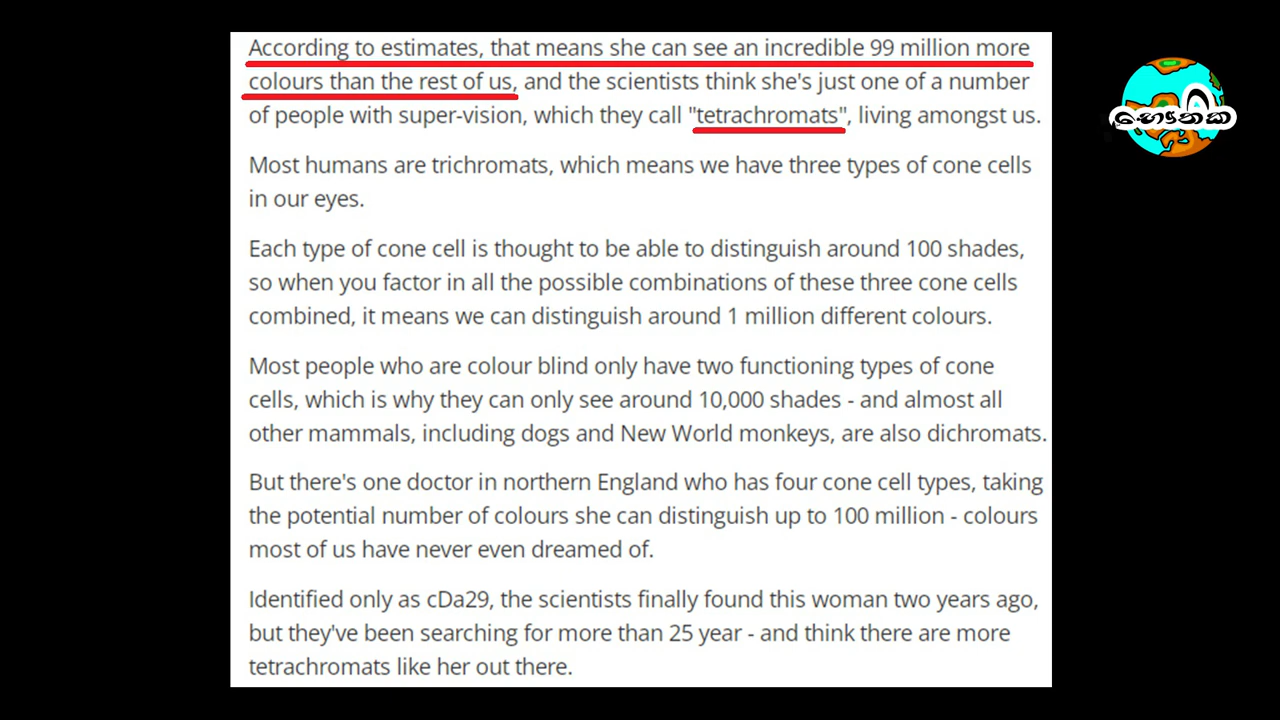 According to estimates, that means she can see an incredible 99 million more
colours than the rest of us, and the scientists think she's just one of a number
of people with super-vision, which they call "tetrachromats", living amongst us.
Most humans are trichromats, which means we have three types of cone cells
in our eyes.
Each type of cone cell is thought to be able to distinguish around 100 shades,
so when you factor in all the possible combinations of these three cone cells
combined, it means we can distinguish around 1 million different colours.
Most people who are colour blind only have two functioning types of cone
cells, which is why they can only see around 10,000 shades - and almost all
other mammals, including dogs and New World monkeys, are also dichromats.
But there's one doctor in northern England who has four cone cell types, taking
the potential number of colours she can distinguish up to 100 million - colours
most of us have never even dreamed of.
Identified only as cDa29, the scientists finally found this woman two years ago,
but they've been searching for more than 25 year - and think there are more
tetrachromats like her out there.
භෞතික